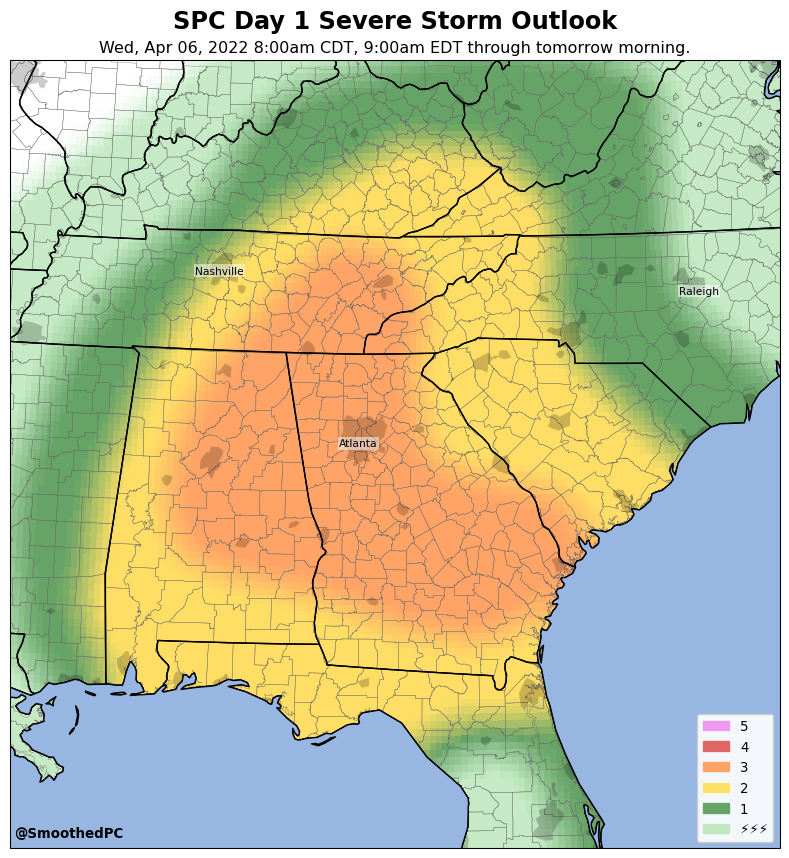 SPC Day 1 Severe Storm Outlook
Wed, Apr 06, 2022 8:00am CDT, 9:00am EDT through tomorrow morning.
Nashville
Raleigh
Atlanta
5
4
3
2
1
⚡⚡⚡
@SmoothedPC